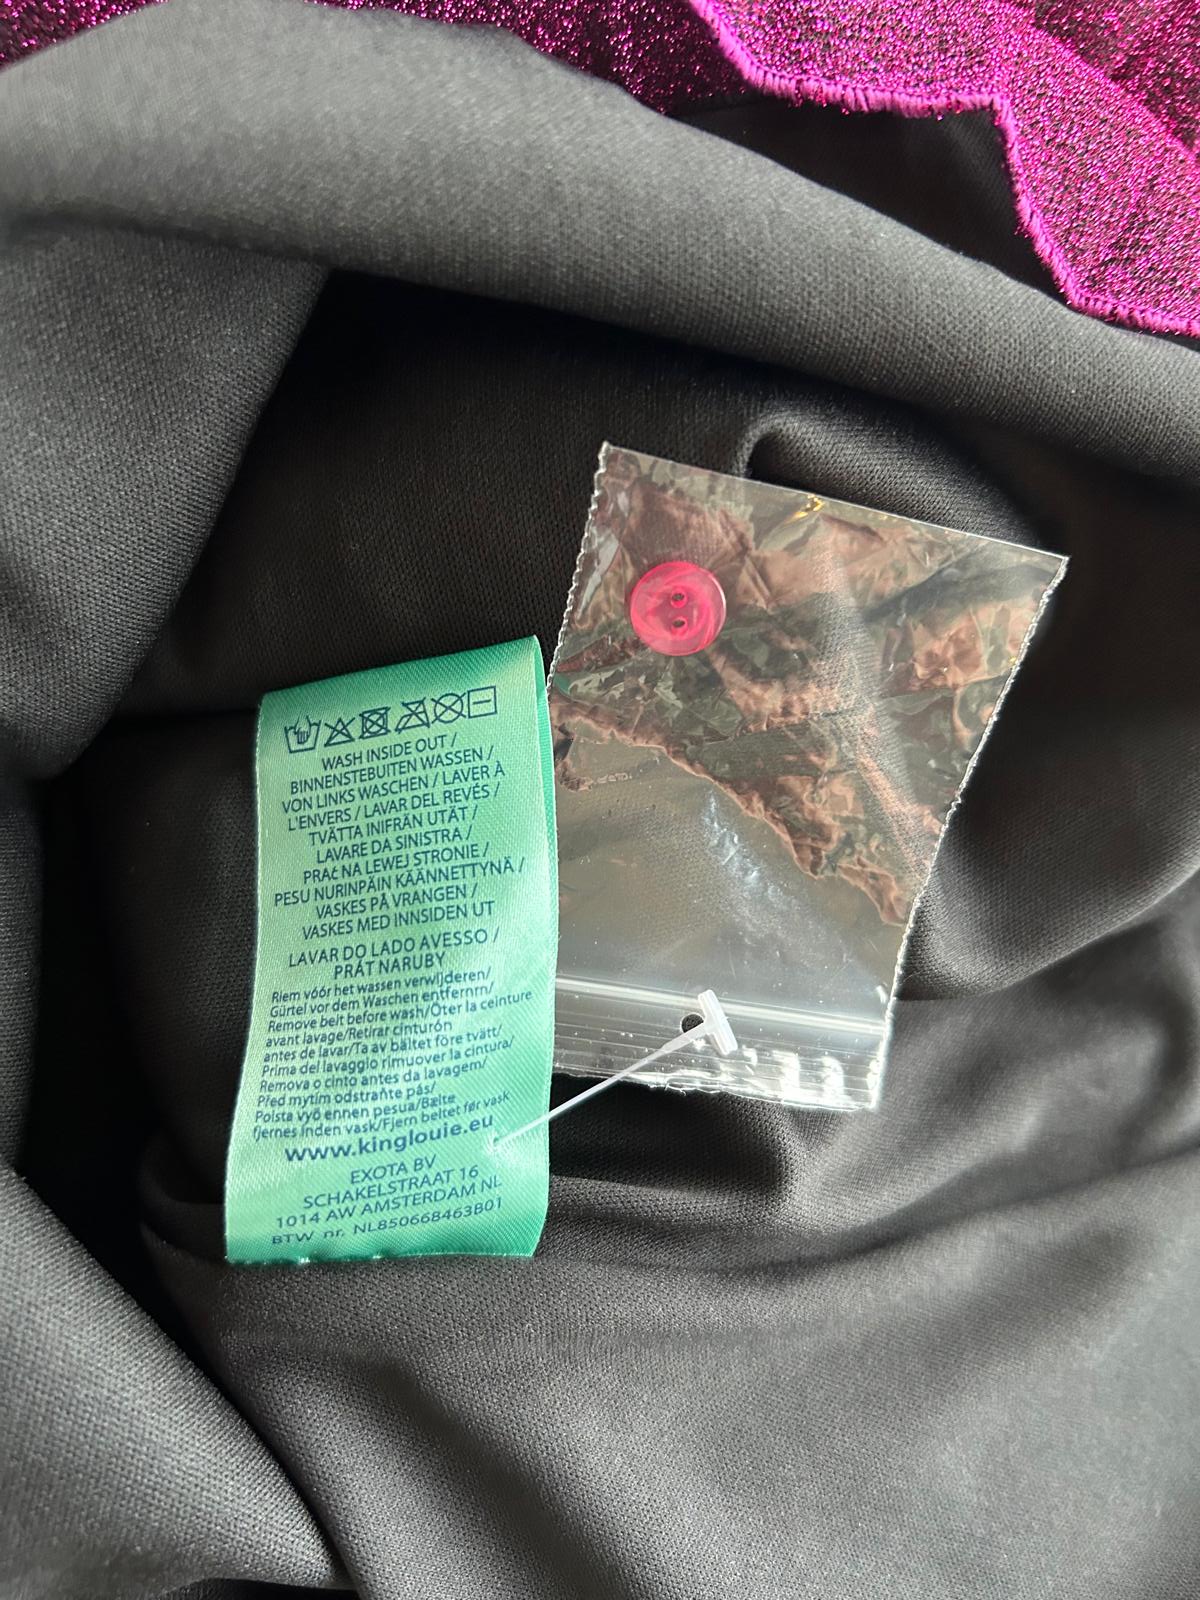 WASH INSIDE OUT /
BINNENSTEBUITEN WASSEN /
VON LINKS WASCHEN / LAVER À
L'ENVERS / LAVAR DEL REVÉS /
TVÄTTA INIFRÄN UTÄT /
LAVARE DA SINISTRA /
PRAĆ NA LEWEJ STRONIE /
PESU NURINPÄIN KÄÄNNETTYNÄ /
VASKES PÅ VRANGEN /
VASKES MED INNSIDEN UT
LAVAR DO LADO AVESSO /
PRÁT NARUBY
Riem vóór het wassen verwijderen/
Gürtel vor dem Waschen entfernrn/
Remove belt before wash/Öter la ceinture
avant lavage/Retirar cinturón
antes de lavar/Ta av bältet före tvätt/
Prima del lavaggio rimuover la cintura/
Remova o cinto antes da lavagem/
Před mytím odstraňte pás/
Poista vyö ennen pesua/Bælte
fjernes inden vask/Fjern beltet før vask
www.kinglouie.eu
EXOTA BV
SCHAKELSTRAAT 16
1014 AW AMSTERDAM NL
BTW nr. NL850668463B01